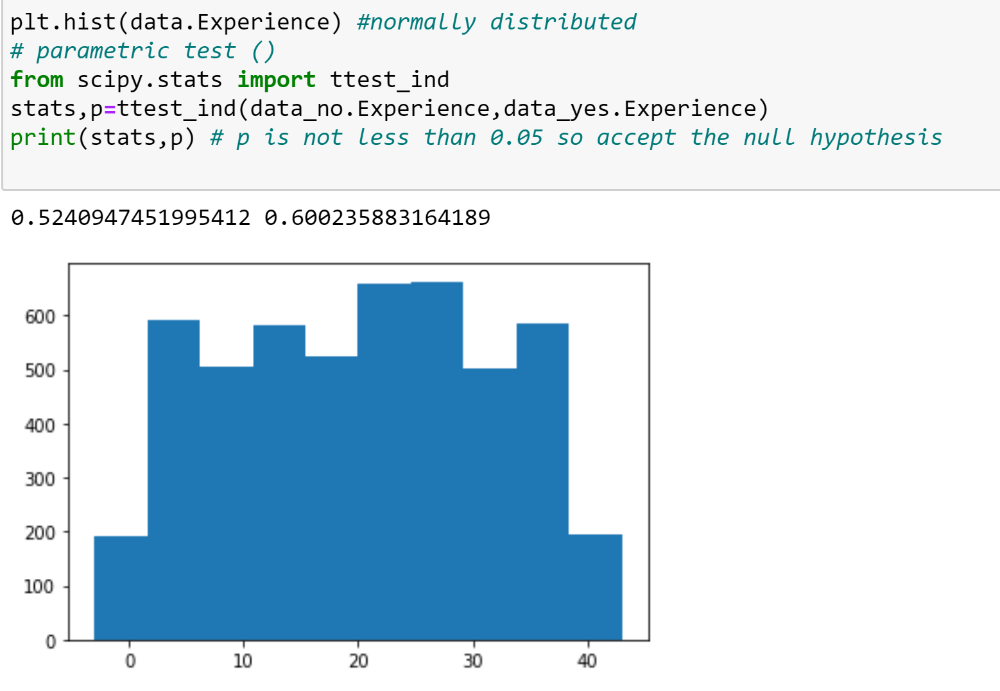 plt.hist(data.Experience) #normally distributed
# parametric test ()
from scipy.stats import ttest_ind
stats,p=ttest_ind(data_no.Experience,data_yes.Experience)
print(stats,p) # p is not less than 0.05 so accept the null hypothesis
0.5240947451995412 0.600235883164189
600
500
400
300
200
100
0
0 10 20 30 40